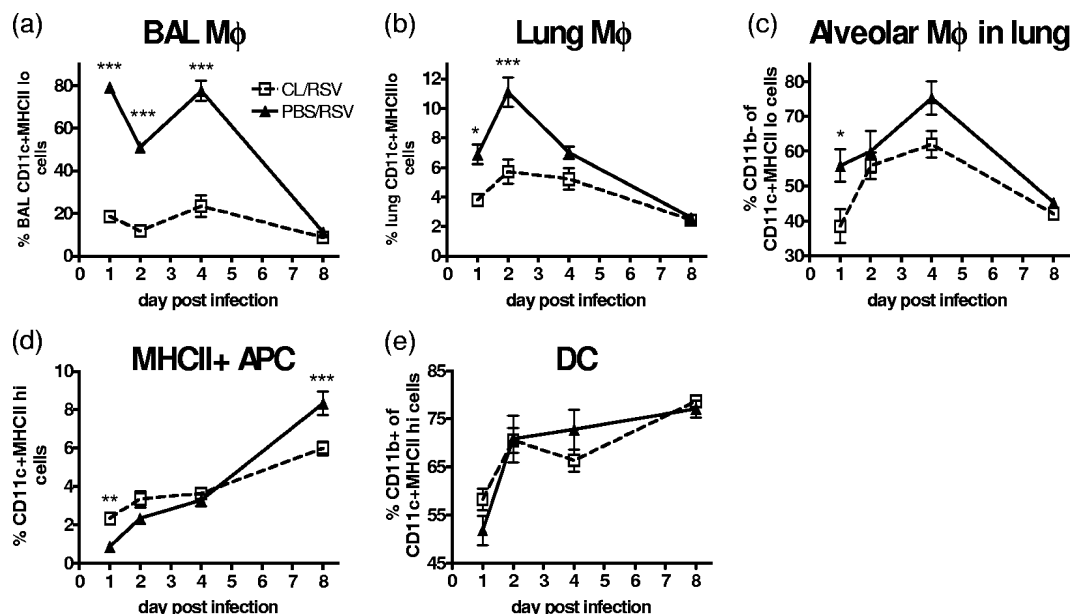 (a) BAL Mϕ
% BAL CD11c+MHCII lo
cells
80
60
40
20
0
***
***
***
CL/RSV
PBS/RSV
0 1 2 3 4 5 6 7 8
day post infection
(b) Lung Mϕ
% lung CD11c+MHCIIlo
cells
12
10
8
6
4
2
0
*
***
0 1 2 3 4 5 6 7 8
day post infection
(c) Alveolar Mϕ in lung
% CD11b- of
CD11c+MHCII lo cells
90
80
70
60
50
40
30
*
0 1 2 3 4 5 6 7 8
day post infection
(d) MHCII+ APC
% CD11c+MHCII hi
cells
10
8
6
4
2
0
**
***
0 1 2 3 4 5 6 7 8
day post infection
(e) DC
% CD11b+ of
CD11c+MHCII hi cells
85
75
65
55
45
0 1 2 3 4 5 6 7 8
day post infection